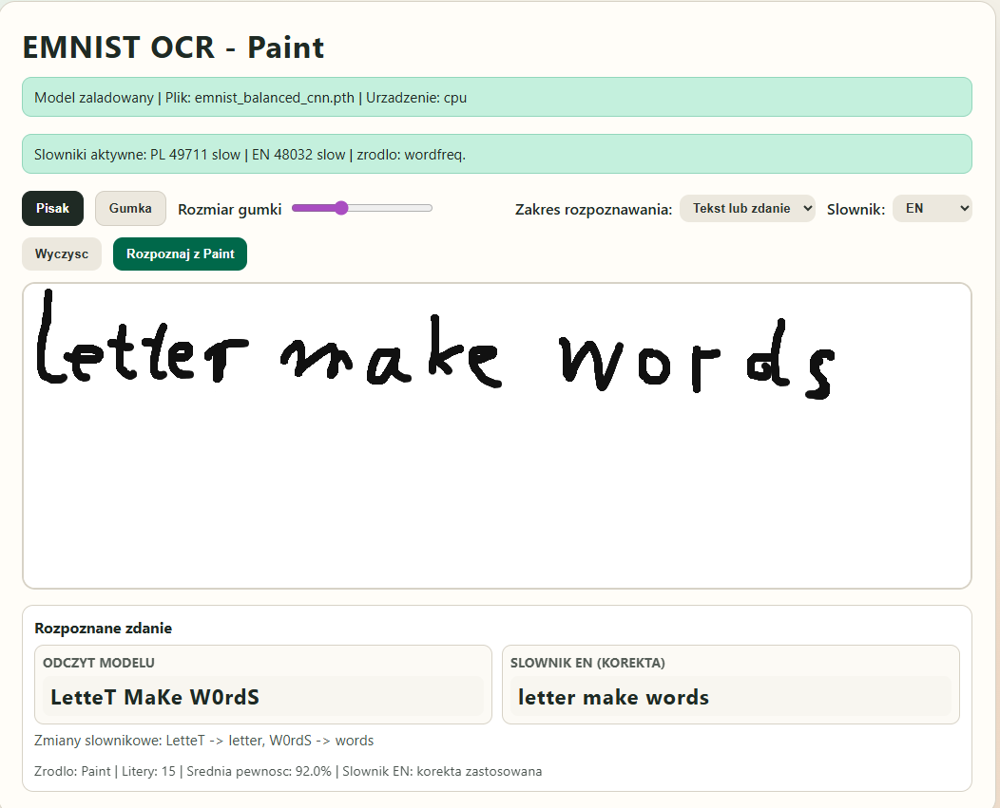 EMNIST OCR - Paint
Model zaladowany | Plik: emnist_balanced_cnn.pth | Urzadzenie: cpu
Slowniki aktywne: PL 49711 slow | EN 48032 slow | zrodlo: wordfreq.
Pisak Gumka Rozmiar gumki Zakres rozpoznawania: Tekst lub zdanie Slownik: EN
Wyczysc Rozpoznaj z Paint
Letter make words
Rozpoznane zdanie
ODCZYT MODELU
LetteT MaKe W0rdS
SLOWNIK EN (KOREKTA)
letter make words
Zmiany slownikowe: LetteT -> letter, W0rdS -> words
Zrodlo: Paint | Litery: 15 | Srednia pewnosc: 92.0% | Slownik EN: korekta zastosowana